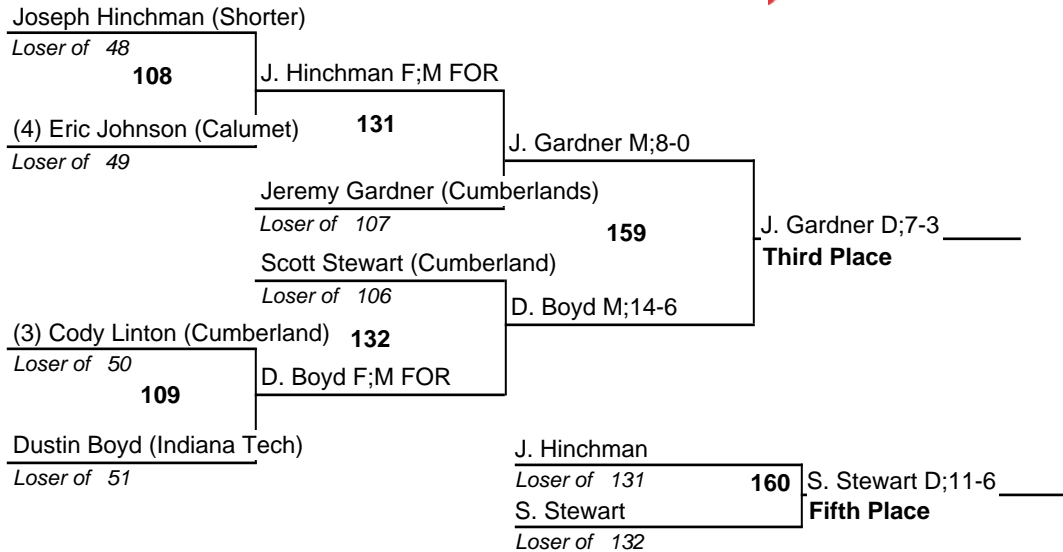 Joseph Hinchman (Shorter)
Loser of 48
108
J. Hinchman F;M FOR
(4) Eric Johnson (Calumet)
Loser of 49
131
J. Gardner M;8-0
Jeremy Gardner (Cumberlands)
Loser of 107
159
J. Gardner D;7-3
Third Place
Scott Stewart (Cumberland)
Loser of 106
D. Boyd M;14-6
(3) Cody Linton (Cumberland)
Loser of 50
132
109
D. Boyd F;M FOR
Dustin Boyd (Indiana Tech)
Loser of 51
J. Hinchman
Loser of 131
160
S. Stewart D;11-6
Fifth Place
S. Stewart
Loser of 132